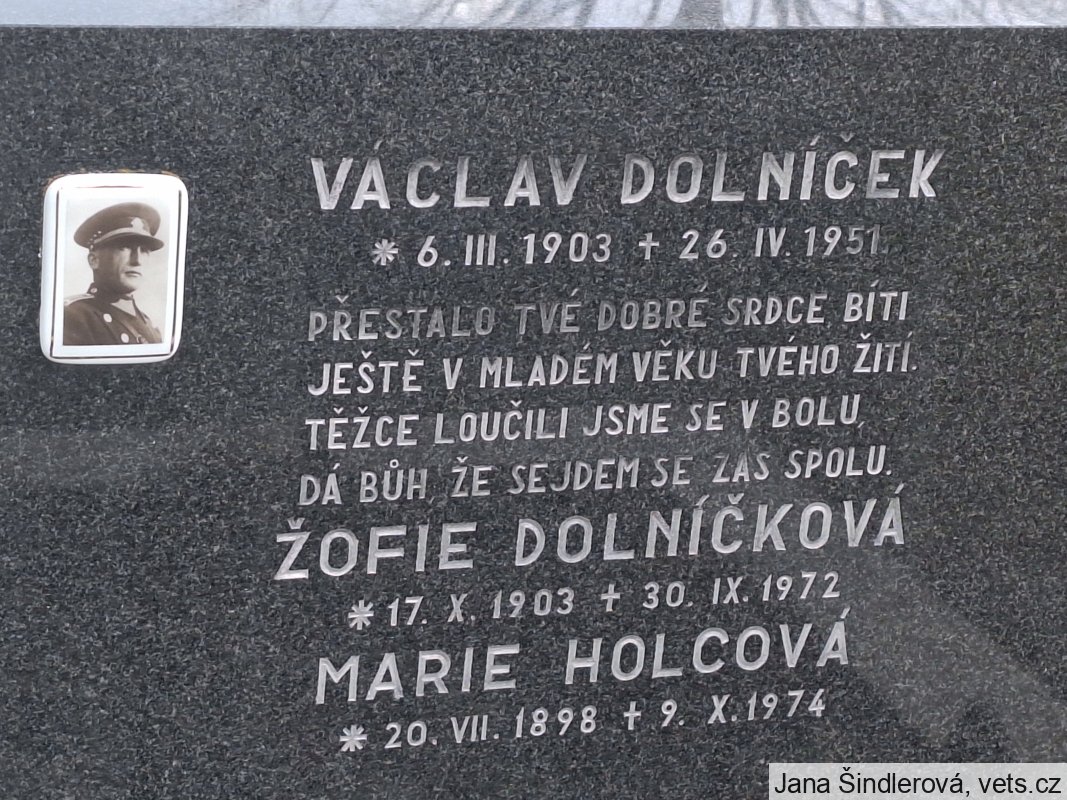 VÁCLAV DOLNÍČEK
* 6. III. 1903 + 26. IV. 1951
PŘESTALO TVÉ DOBRÉ SRDCE BÍTI
JEŠTĚ V MLADÉM VĚKU TVÉHO ŽITÍ.
TĚŽCE LOUČILI JSME SE V BOLU,
DÁ BŮH, ŽE SEJDEM SE ZAS SPOLU.
ŽOFIE DOLNÍČKOVÁ
* 17. X. 1903 + 30. IX. 1972
MARIE HOLCOVÁ
* 20. VII. 1898 + 9. X. 1974
Jana Šindlerová, vets.cz